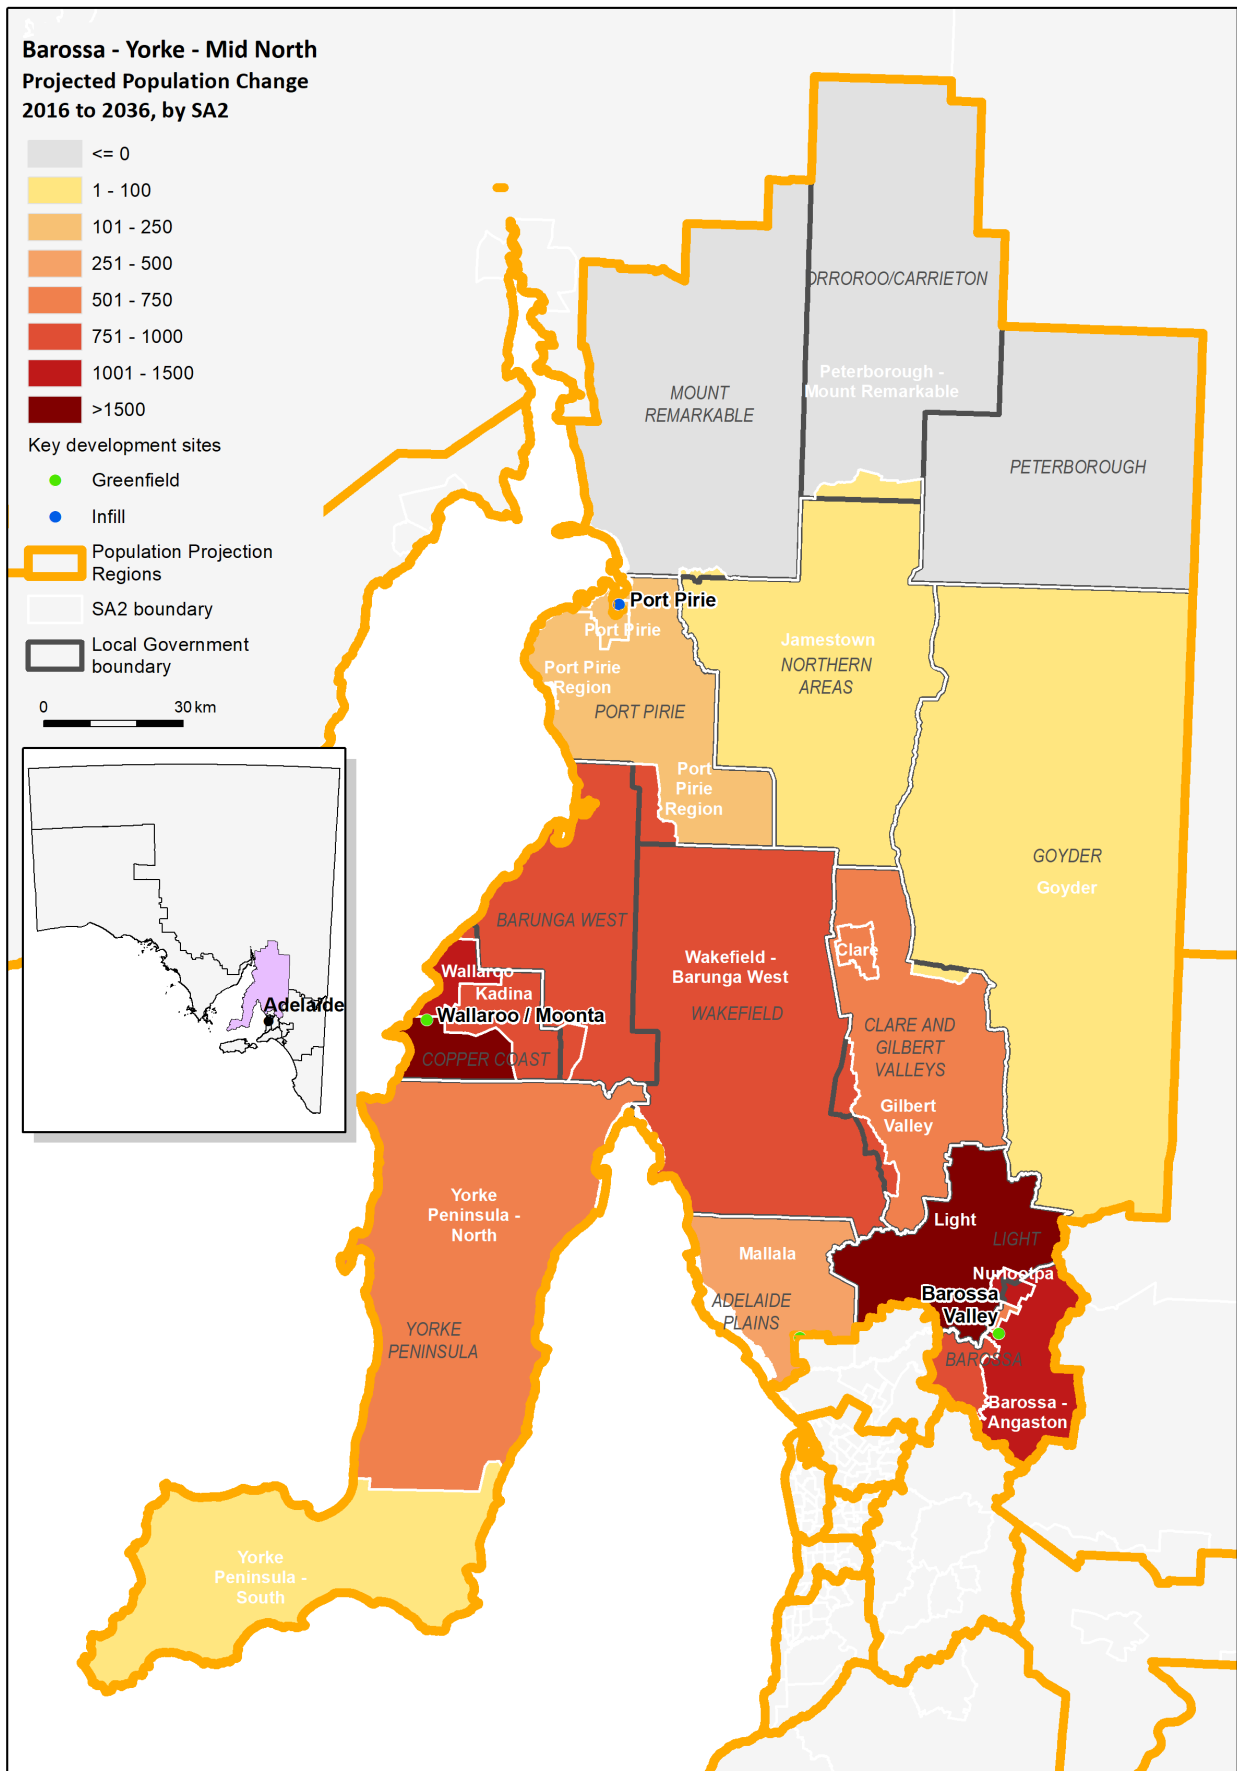 Barossa - Yorke - Mid North
Projected Population Change
2016 to 2036, by SA2
<= 0
1 - 100
101 - 250
251 - 500
501 - 750
751 - 1000
1001 - 1500
>1500
Key development sites
Greenfield
Infill
Population Projection
Regions
SA2 boundary
Local Government
boundary
0 30 km
Adelaide
ORROROO/CARRIETON
Peterborough -
Mount Remarkable
MOUNT
REMARKABLE
PETERBOROUGH
Port Pirie
Port Pirie
Jamestown
NORTHERN
AREAS
Port Pirie
Region
PORT PIRIE
Port
Pirie
Region
GOYDER
Goyder
BARUNGA WEST
Wakefield -
Barunga West
WAKEFIELD
Clare
Wallaroo
Kadina
Wallaroo / Moonta
COPPER COAST
CLARE AND
GILBERT
VALLEYS
Gilbert
Valley
Yorke
Peninsula -
North
Light
LIGHT
Mallala
Nuriootpa
Barossa
Valley
ADELAIDE
PLAINS
YORKE
PENINSULA
BAROSSA
Barossa -
Angaston
Yorke
Peninsula -
South